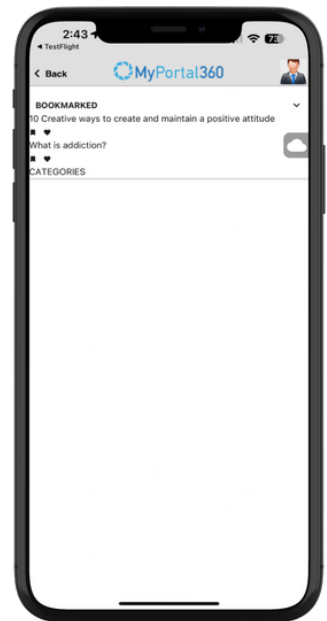 2:43
73
◀ TestFlight
Back
MyPortal360
BOOKMARKED
10 Creative ways to create and maintain a positive attitude
What is addiction?
CATEGORIES